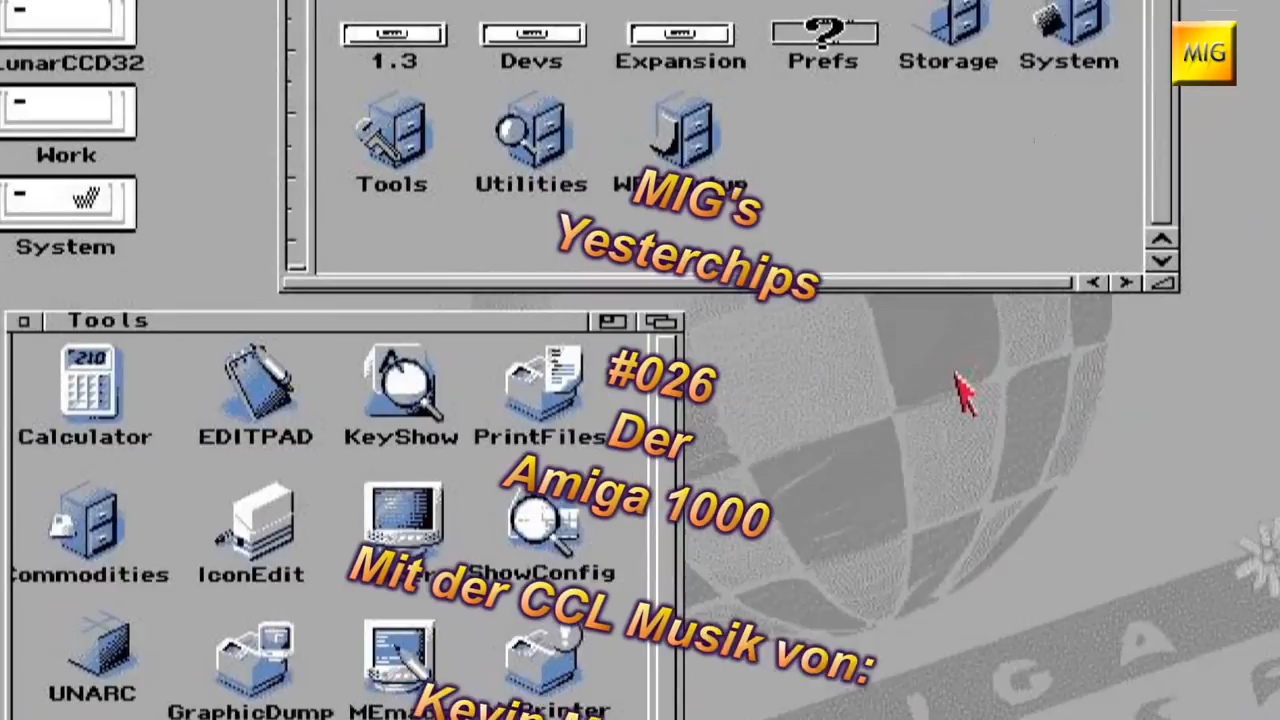 LunarCCD32
1.3 Devs Expansion Prefs Storage System
MIG
Work
Tools Utilities
System
MIG's
Yesterchips
Tools
#026
Der
Amiga 1000
Calculator EDITPAD KeyShow PrintFiles
Commodities IconEdit ShowConfig
Mit der CCL Musik von:
UNARC
Kevin
GraphicDump